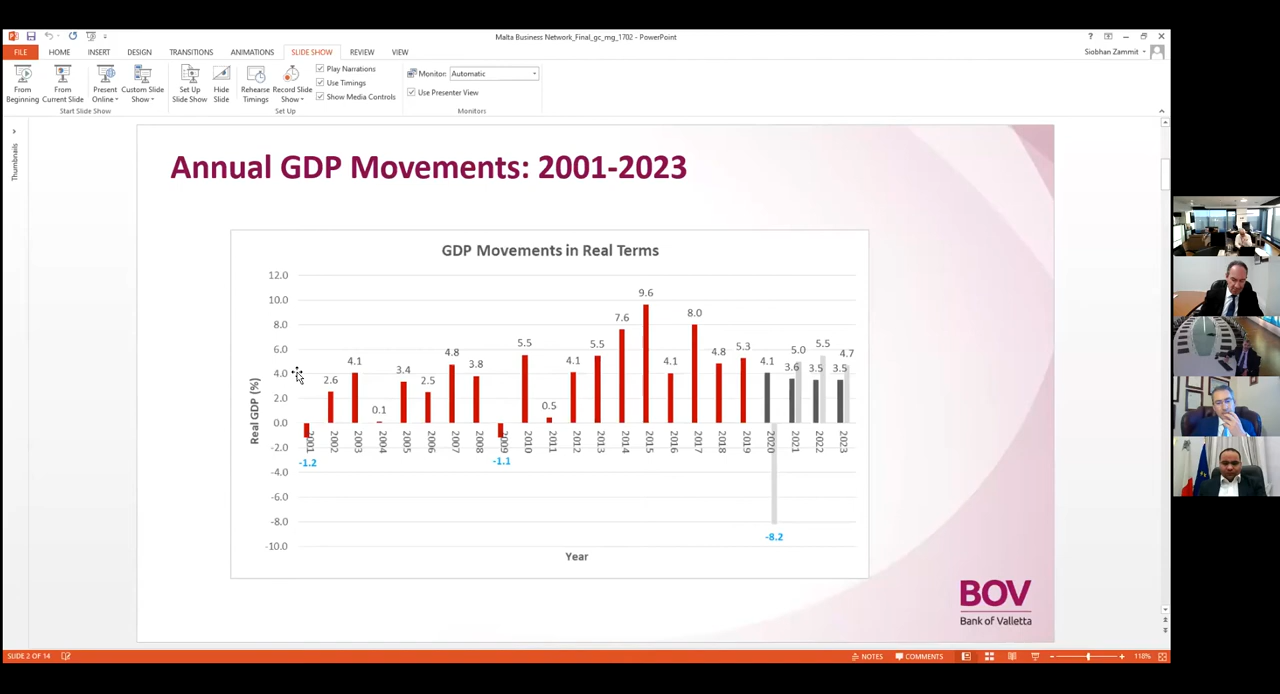 Malta Business Network_Final_gc_mg_1702 - PowerPoint
FILE HOME INSERT DESIGN TRANSITIONS ANIMATIONS SLIDE SHOW REVIEW VIEW
Siobhan Zammit
From Beginning
From Current Slide
Present Online
Custom Slide Show
Start Slide Show
Set Up Slide Show
Hide Slide
Rehearse Timings
Record Slide Show
Play Narrations
Use Timings
Show Media Controls
Set Up
Monitor: Automatic
Use Presenter View
Monitors
Thumbnails
Annual GDP Movements: 2001-2023
GDP Movements in Real Terms
12.0
10.0
8.0
6.0
4.0
2.0
0.0
-2.0
-4.0
-6.0
-8.0
-10.0
Real GDP (%)
-1.2 2.6 4.1 0.1 3.4 2.5 4.8 3.8 -1.1 5.5 0.5 4.1 5.5 7.6 9.6 4.1 8.0 4.8 5.3 4.1 -8.2 3.6 5.0 3.5 5.5 3.5 4.7
2001 2002 2003 2004 2005 2006 2007 2008 2009 2010 2011 2012 2013 2014 2015 2016 2017 2018 2019 2020 2021 2022 2023
Year
BOV
Bank of Valletta
SLIDE 2 OF 14
NOTES COMMENTS
118%